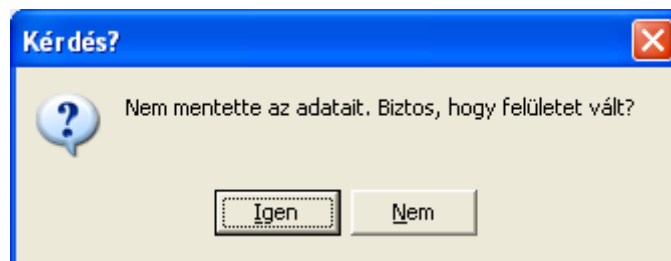 Kérdés?
Nem mentette az adatait. Biztos, hogy felületet vált?
Igen
Nem